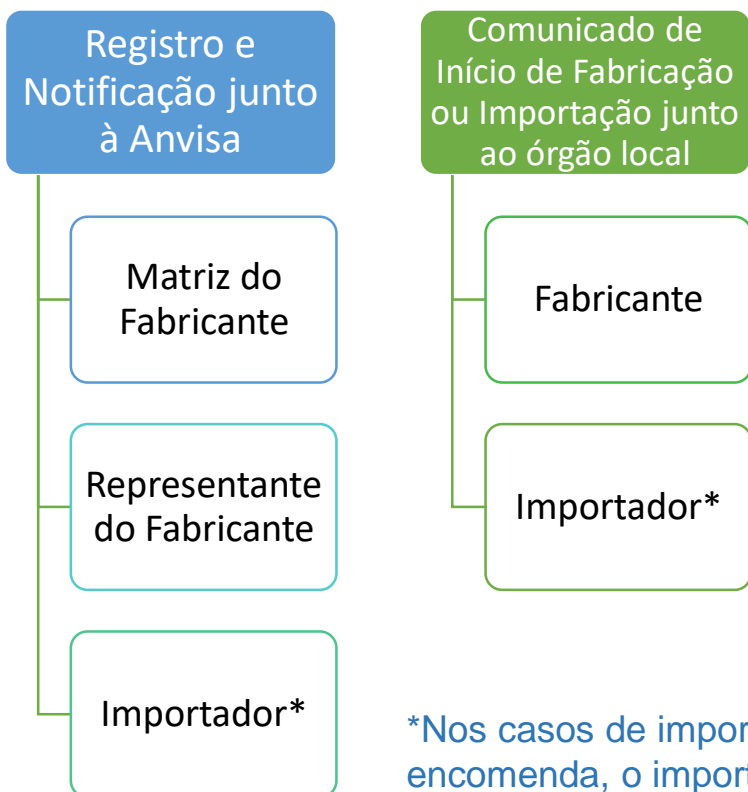 Registro e
Notificação junto
à Anvisa
Matriz do
Fabricante
Representante
do Fabricante
Importador*
Comunicado de
Início de Fabricação
ou Importação junto
ao órgão local
Fabricante
Importador*
*Nos casos de impor
encomenda, o import